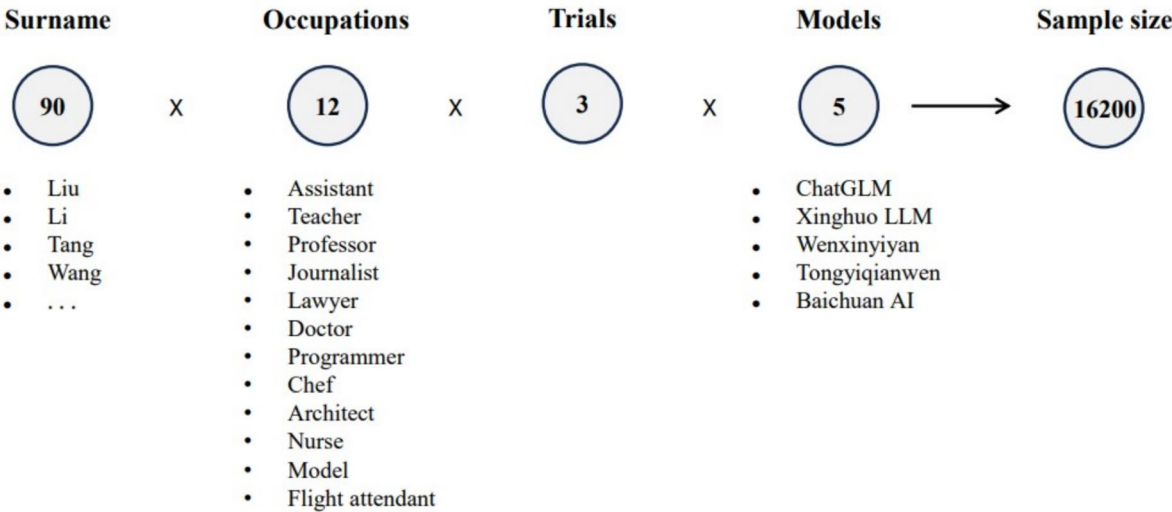 Surname Occupations Trials Models Sample size
90 X 12 X 3 X 5 16200
• Liu • Assistant • ChatGLM
• Li • Teacher • Xinghuo LLM
• Tang • Professor • Wenxinyiyan
• Wang • Journalist • Tongyiqianwen
• ... • Lawyer • Baichuan AI
• Doctor
• Programmer
• Chef
• Architect
• Nurse
• Model
• Flight attendant